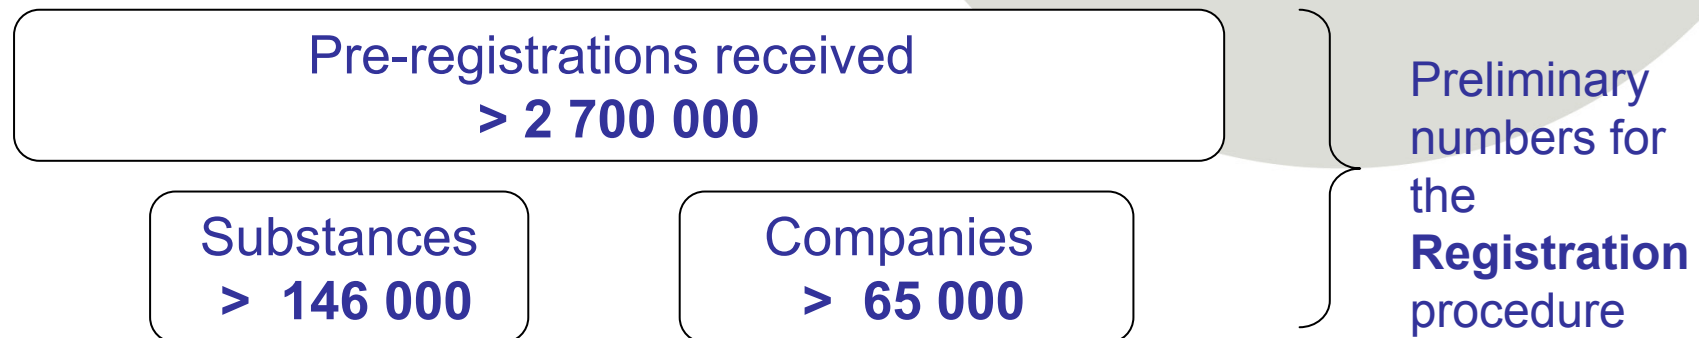 Pre-registrations received
> 2 700 000
Substances
> 146 000
Companies
> 65 000
Preliminary
numbers for
the
Registration
procedure